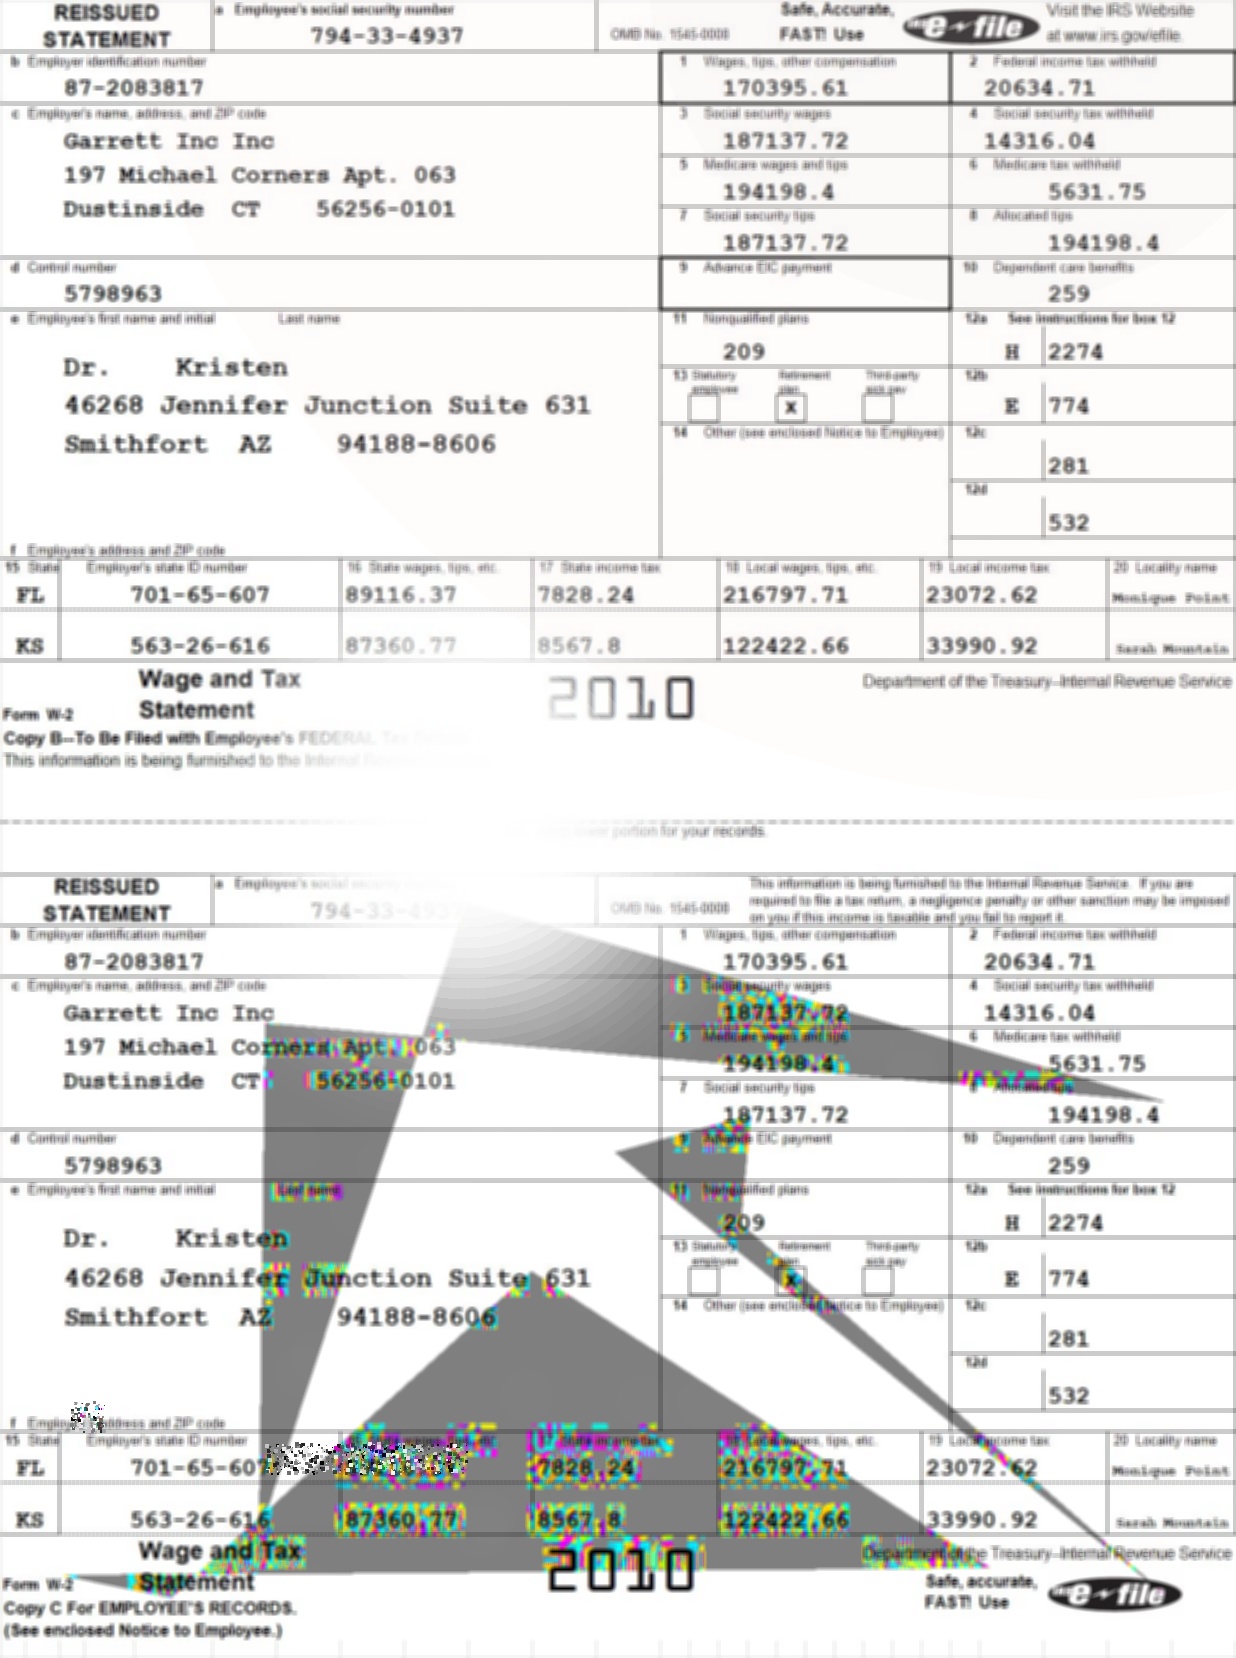 REISSUED STATEMENT
a Employee's social security number
794-33-4937
OMB No. 1545-0008
Safe, Accurate, FAST! Use
e file
Visit the IRS Website at www.irs.gov/efile.
b Employer identification number
87-2083817
1 Wages, tips, other compensation
170395.61
2 Federal income tax withheld
20634.71
c Employer's name, address, and ZIP code
Garrett Inc Inc
197 Michael Corners Apt. 063
Dustinside CT 56256-0101
3 Social security wages
187137.72
4 Social security tax withheld
14316.04
5 Medicare wages and tips
194198.4
6 Medicare tax withheld
5631.75
7 Social security tips
187137.72
8 Allocated tips
194198.4
d Control number
5798963
9 Advance EIC payment
10 Dependent care benefits
259
e Employee's first name and initial Last name
Dr. Kristen
46268 Jennifer Junction Suite 631
Smithfort AZ 94188-8606
11 Nonqualified plans
209
12a See instructions for box 12
H 2274
13 Statutory employee Retirement plan Third-party sick pay
X
12b
E 774
14 Other (see enclosed Notice to Employee)
12c
281
12d
532
f Employee's address and ZIP code
15 State Employer's state ID number 16 State wages, tips, etc. 17 State income tax 18 Local wages, tips, etc. 19 Local income tax 20 Locality name
FL 701-65-607 89116.37 7828.24 216797.71 23072.62 Monique Point
KS 563-26-616 87360.77 8567.8 122422.66 33990.92 Sarah Mountain
Form W-2 Wage and Tax Statement
2010
Department of the Treasury--Internal Revenue Service
Copy B--To Be Filed with Employee's FEDERAL
This information is being furnished to the Internal
portion for your records.
REISSUED STATEMENT
a Employee's social
794-33-4937
OMB No. 1545-0008
This information is being furnished to the Internal Revenue Service. If you are
required to file a tax return, a negligence penalty or other sanction may be imposed
on you if this income is taxable and you fail to report it.
b Employer identification number
87-2083817
1 Wages, tips, other compensation
170395.61
2 Federal income tax withheld
20634.71
c Employer's name, address, and ZIP code
Garrett Inc Inc
197 Michael Corners Apt. 063
Dustinside CT 56256-0101
3 Social security wages
187137.72
4 Social security tax withheld
14316.04
5 Medicare wages and tips
194198.4
6 Medicare tax withheld
5631.75
7 Social security tips
187137.72
8 Allocated tips
194198.4
d Control number
5798963
9 Advance EIC payment
10 Dependent care benefits
259
e Employee's first name and initial Last name
Dr. Kristen
46268 Jennifer Junction Suite 631
Smithfort AZ 94188-8606
11 Nonqualified plans
209
12a See instructions for box 12
H 2274
13 Statutory employee Retirement plan Third-party sick pay
X
12b
E 774
14 Other (see enclosed Notice to Employee)
12c
281
12d
532
f address and ZIP code
15 State Employer's state ID number 17 State income tax 18 Local wages, tips, etc. 19 Local income tax 20 Locality name
FL 701-65-607 7828.24 216797.71 23072.62 Monique Point
KS 563-26-616 87360.77 8567.8 122422.66 33990.92 Sarah Mountain
Form W-2 Wage and Tax Statement
2010
Department of the Treasury--Internal Revenue Service
Copy C For EMPLOYEE'S RECORDS.
(See enclosed Notice to Employee.)
Safe, accurate, FAST! Use
e file